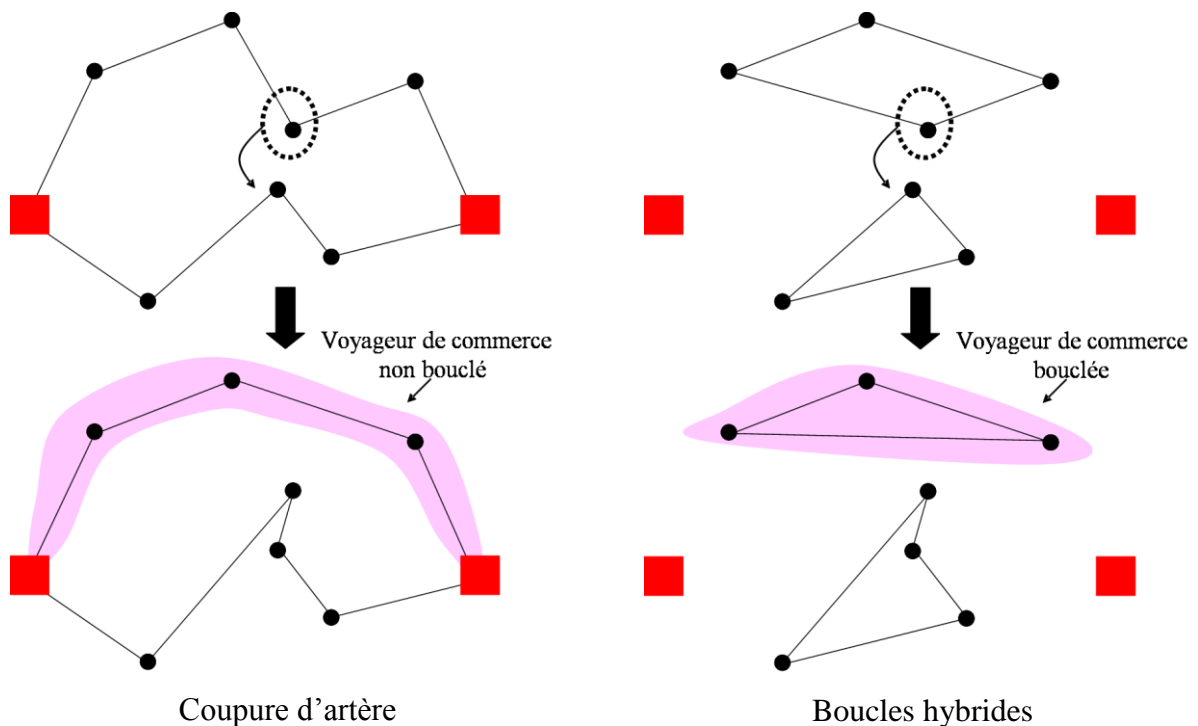 Voyageur de commerce
non bouclé
Voyageur de commerce
bouclée
Coupure d’artère
Boucles hybrides